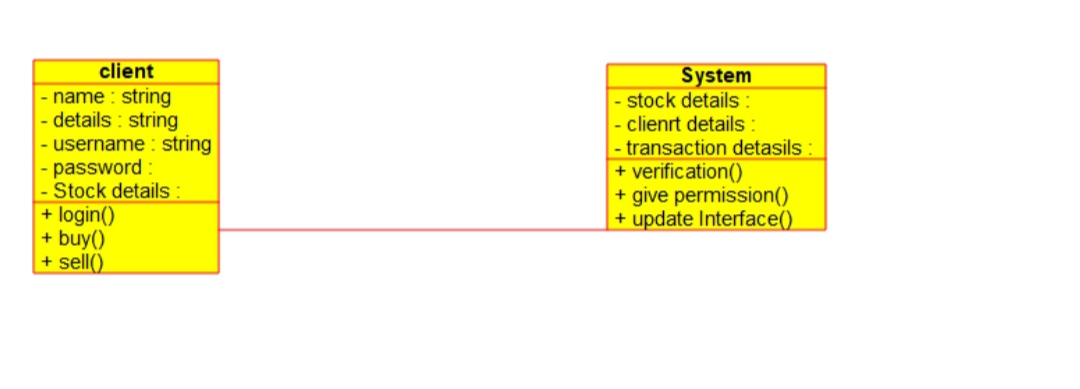 client
- name : string
- details : string
- username : string
- password :
- Stock details :
+ login()
+ buy()
+ sell()
System
- stock details :
- clienrt details :
- transaction detasils :
+ verification()
+ give permission()
+ update Interface()